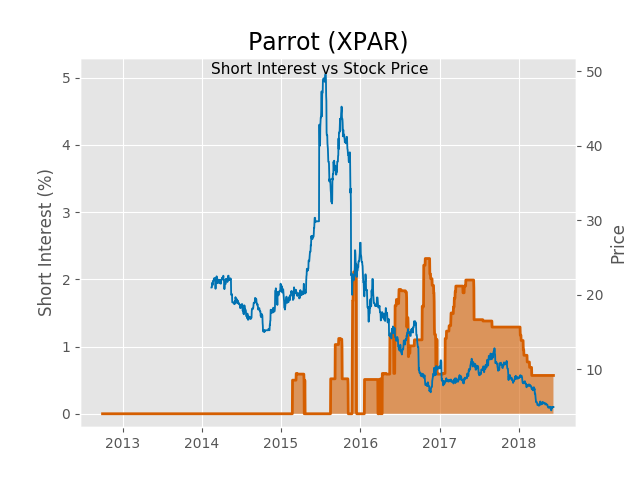 Parrot (XPAR)
Short Interest vs Stock Price
Short Interest (%)
5
4
3
2
1
0
50
40
30
20
10
Price
2013 2014 2015 2016 2017 2018